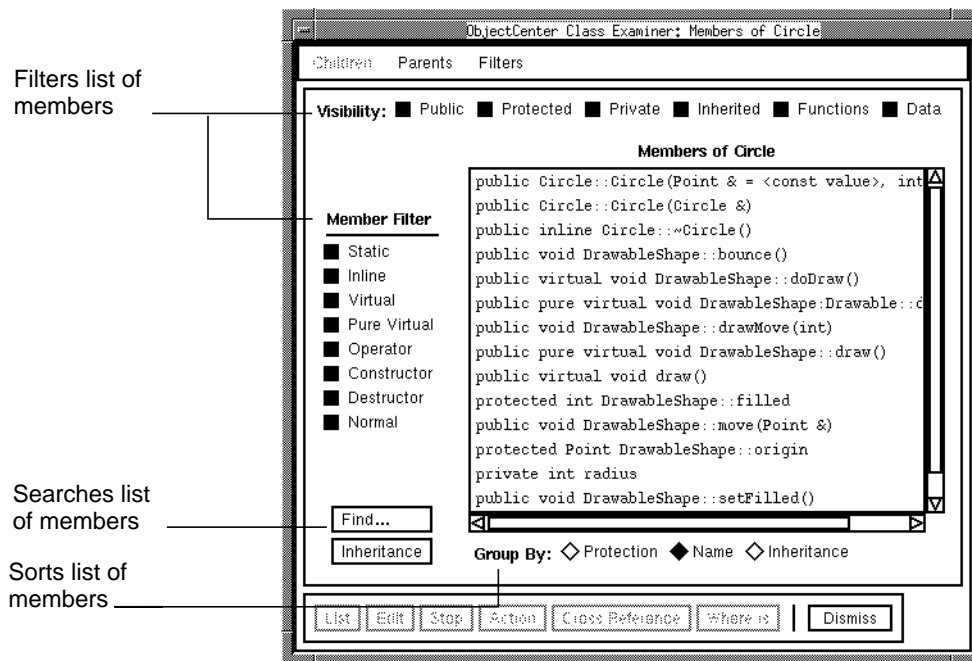 ObjectCenter Class Examiner: Members of Circle
Children Parents Filters
Filters list of
members
Visibility: Public Protected Private Inherited Functions Data
Members of Circle
public Circle::Circle(Point & = <const value>, int
public Circle::Circle(Circle &)
public inline Circle::~Circle()
public void DrawableShape::bounce()
public virtual void DrawableShape::doDraw()
public pure virtual void DrawableShape:Drawable::d
public void DrawableShape::drawMove(int)
public pure virtual void DrawableShape::draw()
public virtual void draw()
protected int DrawableShape::filled
public void DrawableShape::move(Point &)
protected Point DrawableShape::origin
private int radius
public void DrawableShape::setFilled()
Member Filter
Static
Inline
Virtual
Pure Virtual
Operator
Constructor
Destructor
Normal
Searches list
of members
Find...
Inheritance
Group By: Protection Name Inheritance
Sorts list of
members
List Edit Stop Action Cross Reference Where is Dismiss